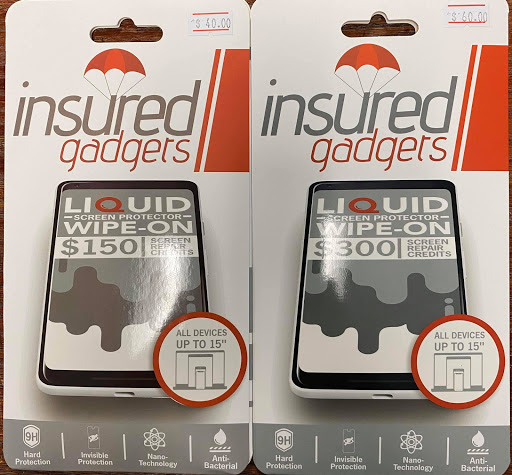 $ 40.00
insured
gadgets
LIQUID
SCREEN PROTECTOR
WIPE-ON
$150 SCREEN
REPAIR
CREDITS
ALL DEVICES
UP TO 15"
9H
Hard
Protection
Invisible
Protection
Nano-
Technology
Anti-
Bacterial
$ 60.00
insured
gadgets
LIQUID
SCREEN PROTECTOR
WIPE-ON
$300 SCREEN
REPAIR
CREDITS
ALL DEVICES
UP TO 15"
9H
Hard
Protection
Invisible
Protection
Nano-
Technology
Anti-
Bacterial